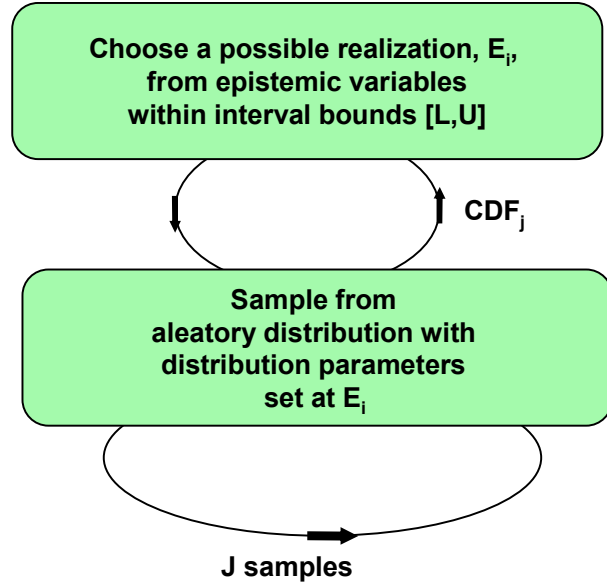 Choose a possible realization, Eᵢ,
from epistemic variables
within interval bounds [L,U]
CDFⱼ
Sample from
aleatory distribution with
distribution parameters
set at Eᵢ
J samples